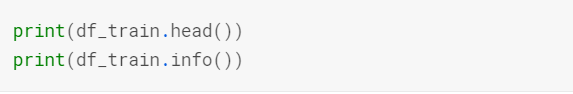 print(df_train.head())
print(df_train.info())